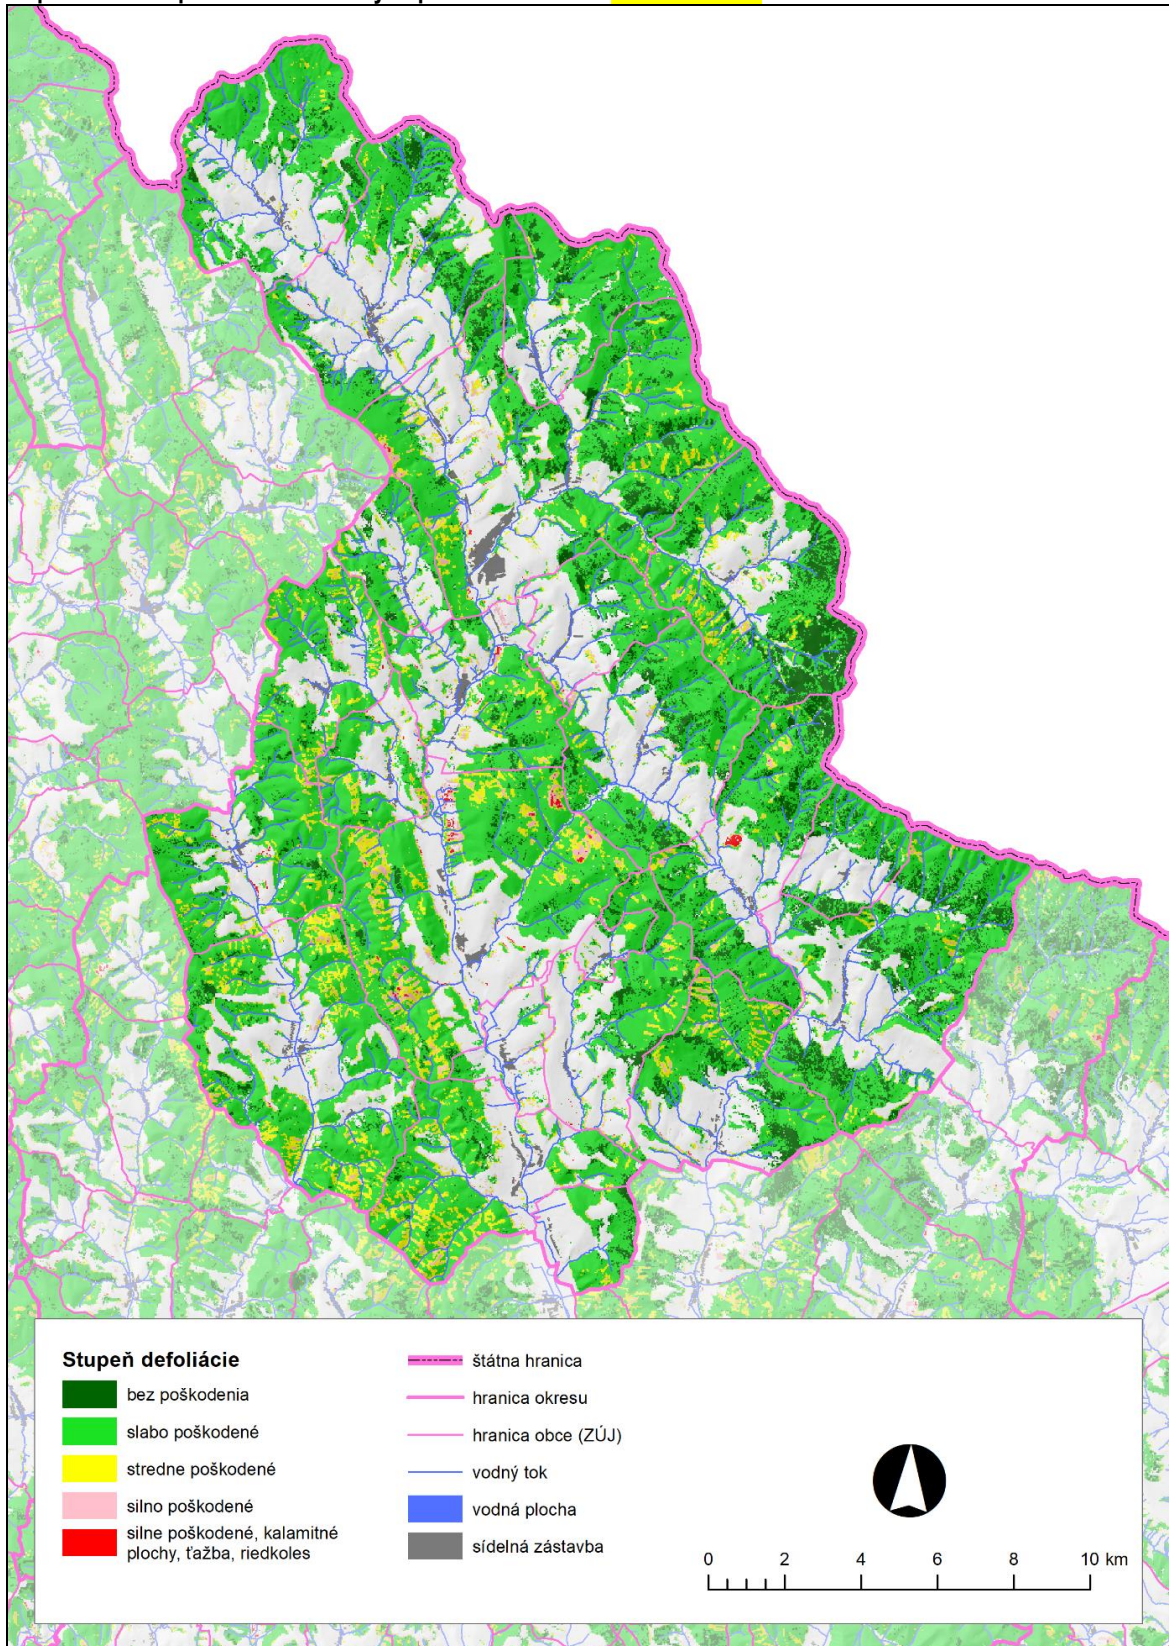 Stupeň defoliácie
bez poškodenia
slabo poškodené
stredne poškodené
silno poškodené
silne poškodené, kalamitné
plochy, ťažba, riedkoles
štátna hranica
hranica okresu
hranica obce (ZÚJ)
vodný tok
vodná plocha
sídelná zástavba
0 2 4 6 8 10 km